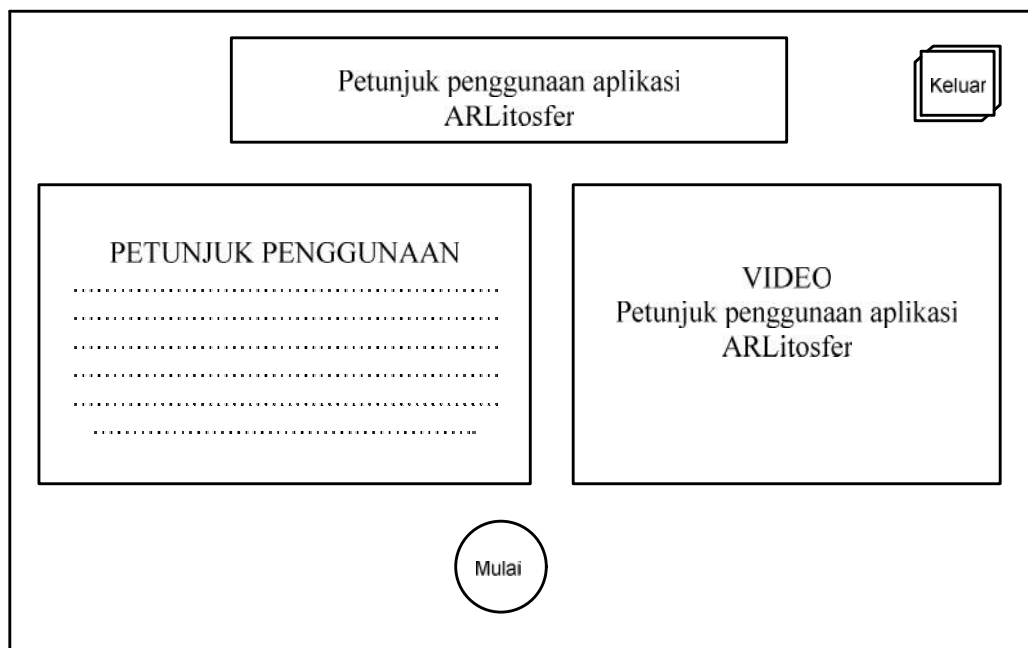 Petunjuk penggunaan aplikasi
ARLitosfer
Keluar
PETUNJUK PENGGUNAAN
................................................................
................................................................
................................................................
................................................................
................................................................
..........................................................
VIDEO
Petunjuk penggunaan aplikasi
ARLitosfer
Mulai